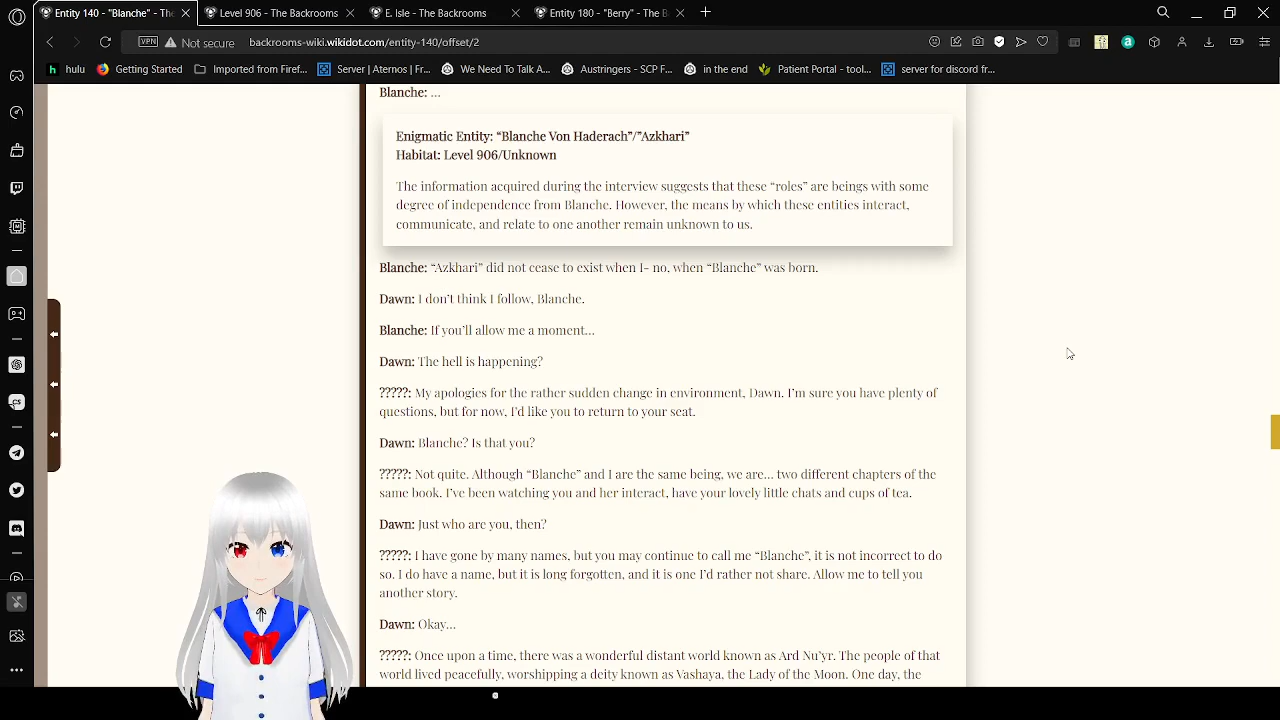 Entity 140 - "Blanche" - The
Level 906 - The Backrooms
E. Isle - The Backrooms
Entity 180 - "Berry" - The B
VPN
Not secure
backrooms-wiki.wikidot.com/entity-140/offset/2
hulu
Getting Started
Imported from Firef...
Server | Aternos | Fr...
We Need To Talk A...
Austringers - SCP F...
in the end
Patient Portal - tool...
server for discord fr...
Blanche: …
Enigmatic Entity: “Blanche Von Haderach”/”Azkhari”
Habitat: Level 906/Unknown
The information acquired during the interview suggests that these “roles” are beings with some
degree of independence from Blanche. However, the means by which these entities interact,
communicate, and relate to one another remain unknown to us.
Blanche: “Azkhari” did not cease to exist when I- no, when “Blanche” was born.
Dawn: I don’t think I follow, Blanche.
Blanche: If you’ll allow me a moment…
Dawn: The hell is happening?
?????: My apologies for the rather sudden change in environment, Dawn. I’m sure you have plenty of
questions, but for now, I’d like you to return to your seat.
Dawn: Blanche? Is that you?
?????: Not quite. Although “Blanche” and I are the same being, we are… two different chapters of the
same book. I’ve been watching you and her interact, have your lovely little chats and cups of tea.
Dawn: Just who are you, then?
?????: I have gone by many names, but you may continue to call me “Blanche”, it is not incorrect to do
so. I do have a name, but it is long forgotten, and it is one I’d rather not share. Allow me to tell you
another story.
Dawn: Okay…
?????: Once upon a time, there was a wonderful distant world known as Ard Nu’yr. The people of that
world lived peacefully, worshipping a deity known as Vashaya, the Lady of the Moon. One day, the